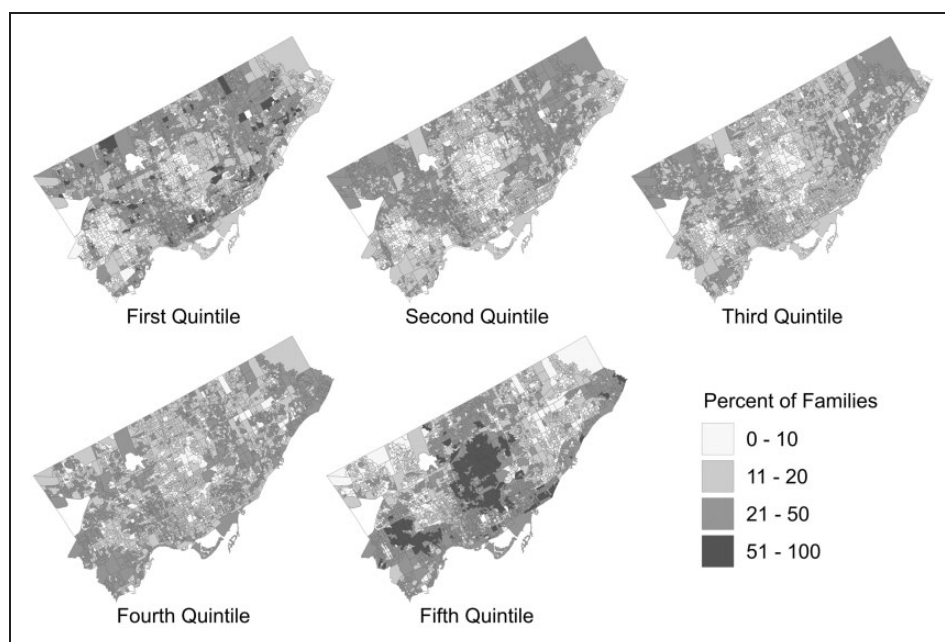 First Quintile
Second Quintile
Third Quintile
Fourth Quintile
Fifth Quintile
Percent of Families
0 - 10
11 - 20
21 - 50
51 - 100